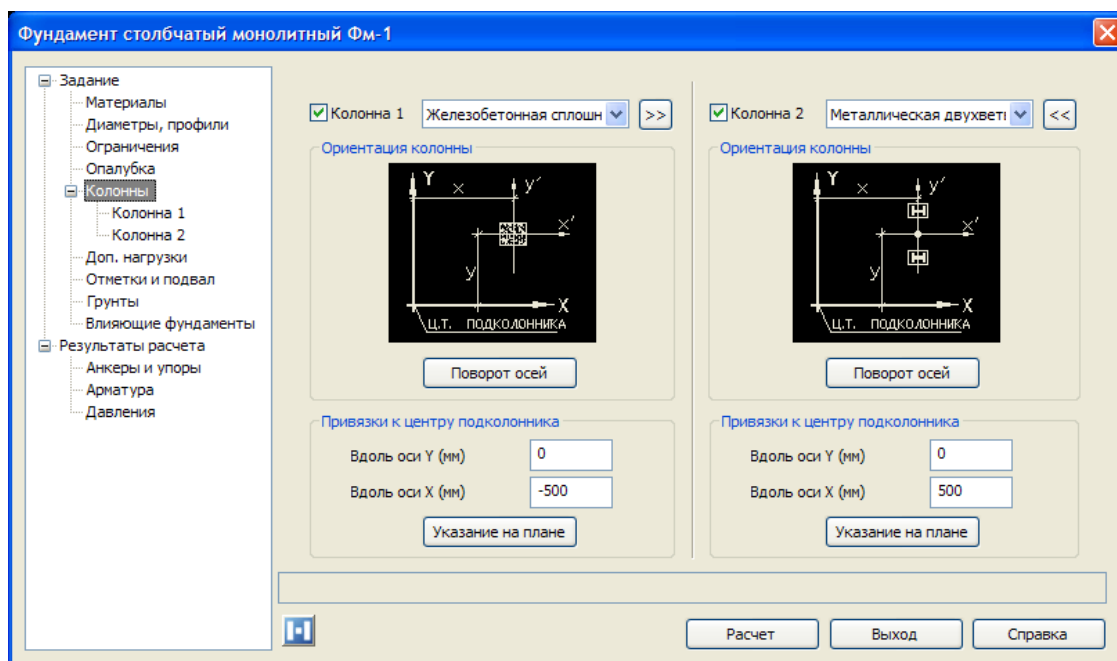 Фундамент столбчатый монолитный Фм-1
Задание
Материалы
Диаметры, профили
Ограничения
Опалубка
Колонны
Колонна 1
Колонна 2
Доп. нагрузки
Отметки и подвал
Грунты
Влияющие фундаменты
Результаты расчета
Анкеры и упоры
Арматура
Давления
Колонна 1 Железобетонная сплошн >>
Ориентация колонны
Y x y'
x'
y
X
Ц.Т. ПОДКОЛОННИКА
Поворот осей
Привязки к центру подколонника
Вдоль оси Y (мм) 0
Вдоль оси X (мм) -500
Указание на плане
Колонна 2 Металлическая двухветв <<
Ориентация колонны
Y x y'
x'
y
X
Ц.Т. ПОДКОЛОННИКА
Поворот осей
Привязки к центру подколонника
Вдоль оси Y (мм) 0
Вдоль оси X (мм) 500
Указание на плане
Расчет Выход Справка